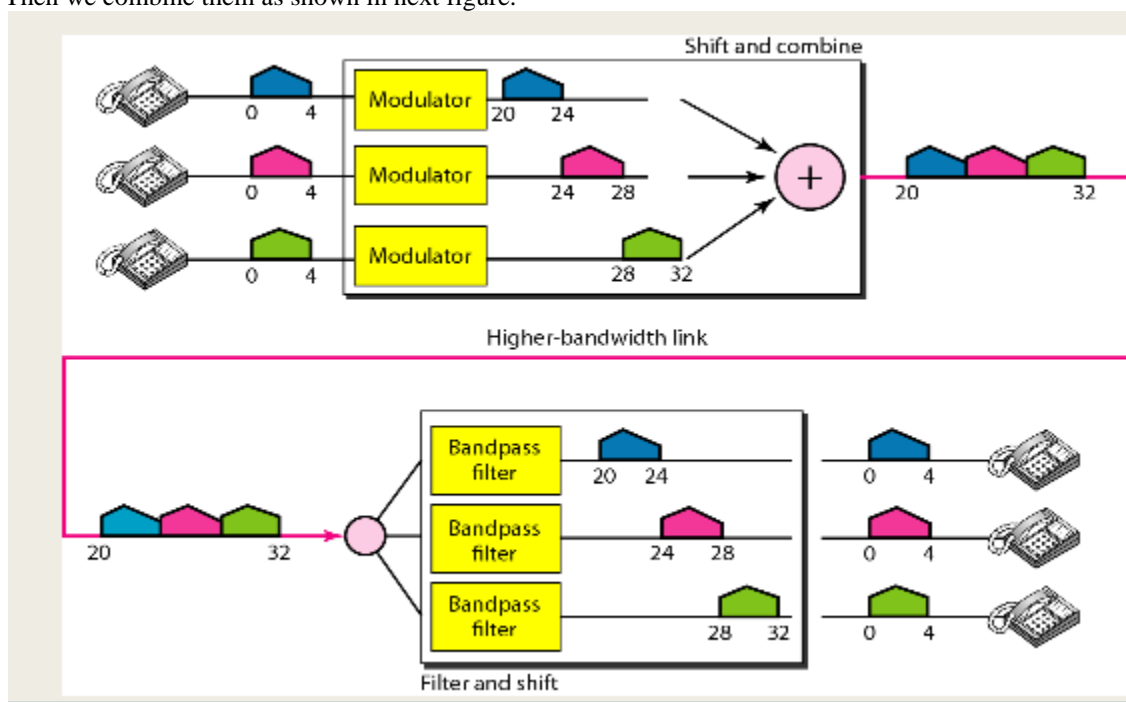 Then we combine them as shown in next figure.
Shift and combine
Modulator
0 4
20 24
Modulator
0 4
24 28
+
20 32
Modulator
0 4
28 32
Higher-bandwidth link
Bandpass
filter
20 24
0 4
20 32
Bandpass
filter
24 28
0 4
Bandpass
filter
28 32
0 4
Filter and shift